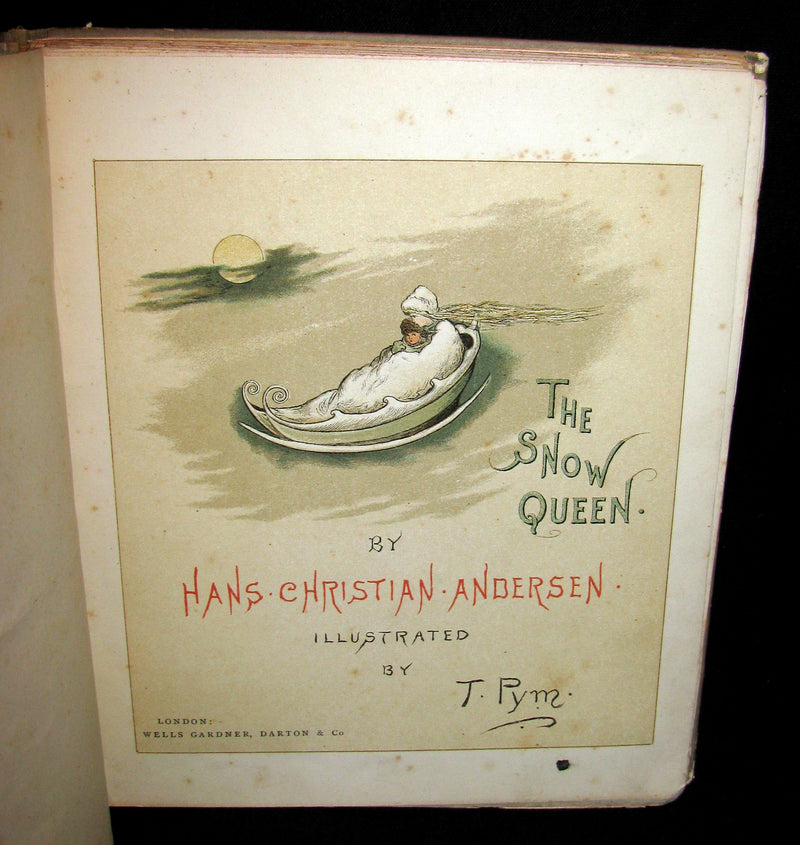 THE
SNOW
QUEEN.
BY
HANS·CHRISTIAN·ANDERSEN·
ILLUSTRATED
BY
T. Pym.
LONDON:
WELLS GARDNER, DARTON & Co